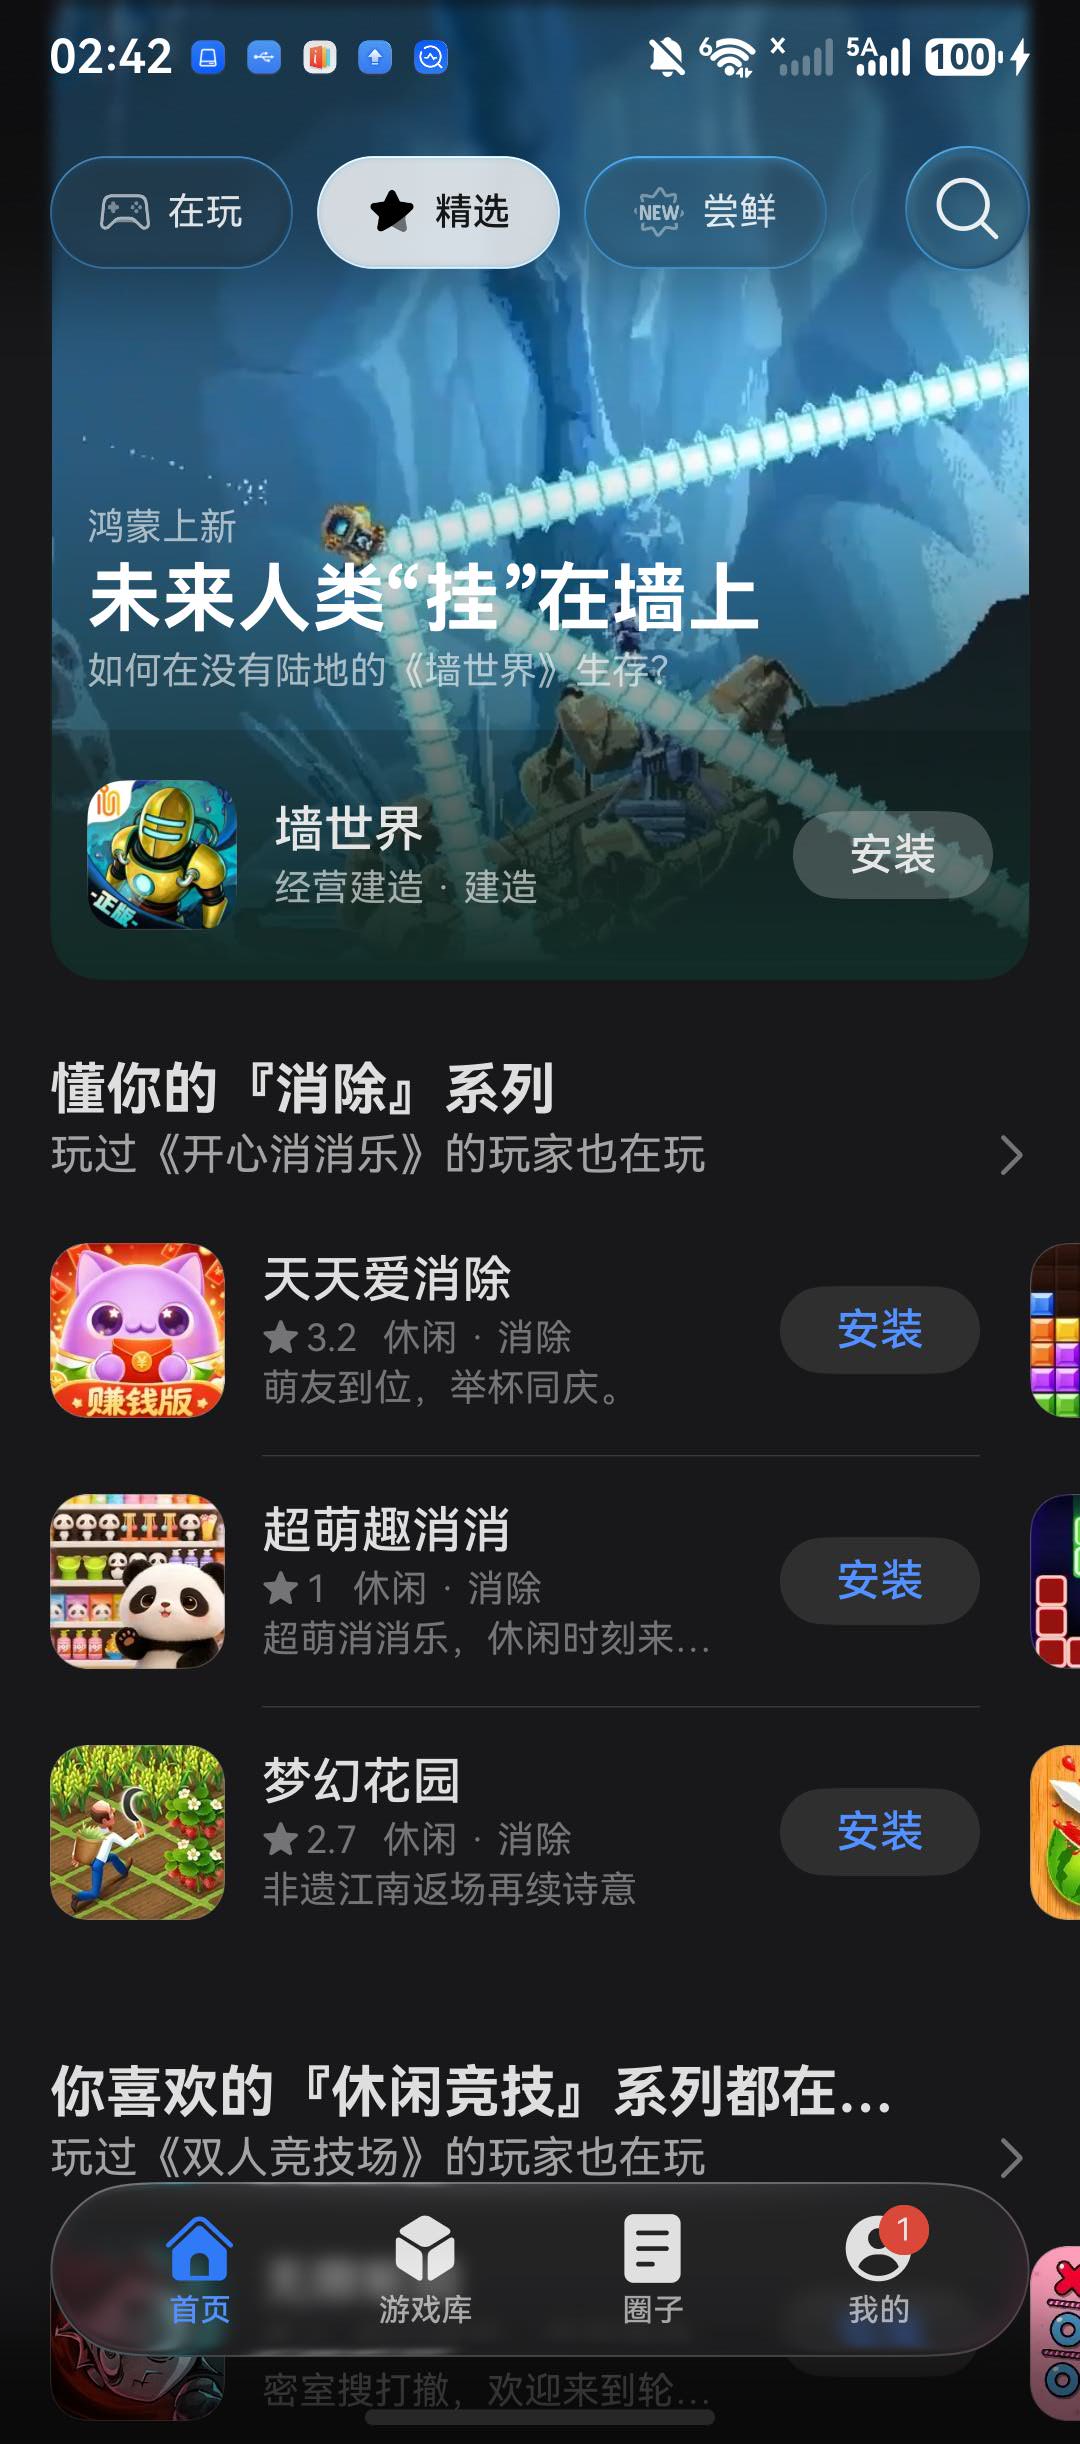 02:42
6
5A
100
在玩
精选
NEW
尝鲜
鸿蒙上新
未来人类“挂”在墙上
如何在没有陆地的《墙世界》生存？
-正版-
墙世界
经营建造 · 建造
安装
懂你的『消除』系列
玩过《开心消消乐》的玩家也在玩
赚钱版
天天爱消除
3.2 休闲 · 消除
萌友到位，举杯同庆。
安装
超萌趣消消
1 休闲 · 消除
超萌消消乐，休闲时刻来...
安装
梦幻花园
2.7 休闲 · 消除
非遗江南返场再续诗意
安装
你喜欢的『休闲竞技』系列都在...
玩过《双人竞技场》的玩家也在玩
1
首页
游戏库
圈子
我的
密室搜打撤，欢迎来到轮...